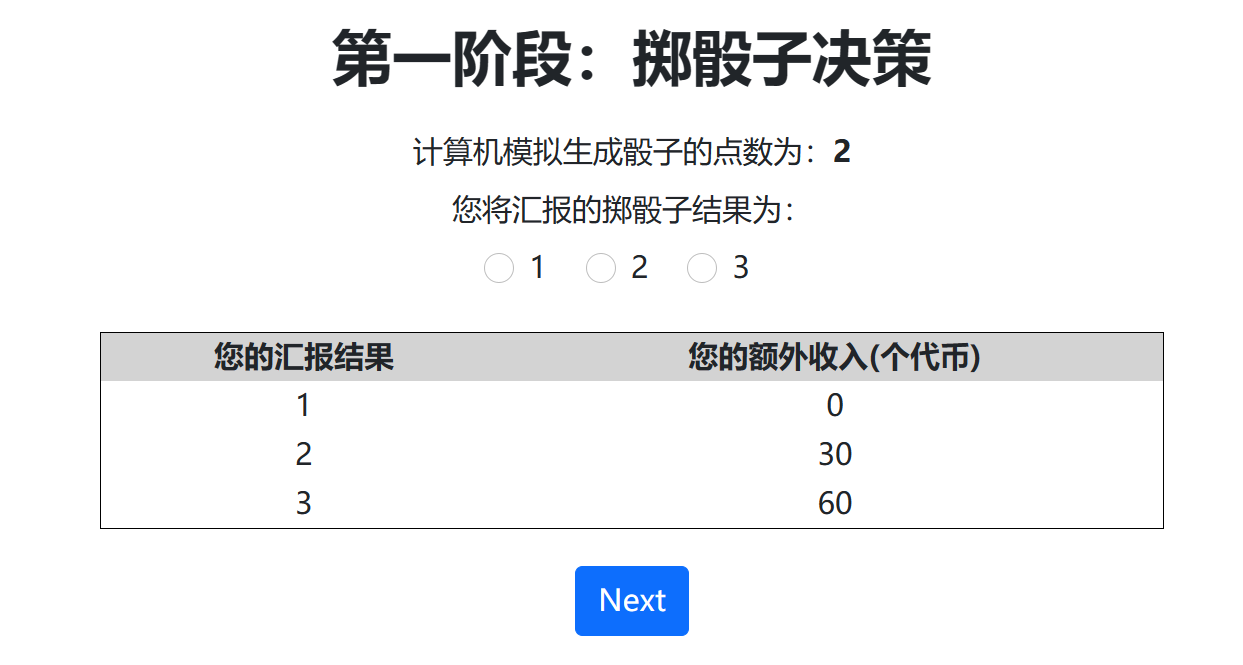 第一阶段：掷骰子决策
计算机模拟生成骰子的点数为：2
您将汇报的掷骰子结果为：
1 2 3
您的汇报结果 您的额外收入(个代币)
1 0
2 30
3 60
Next